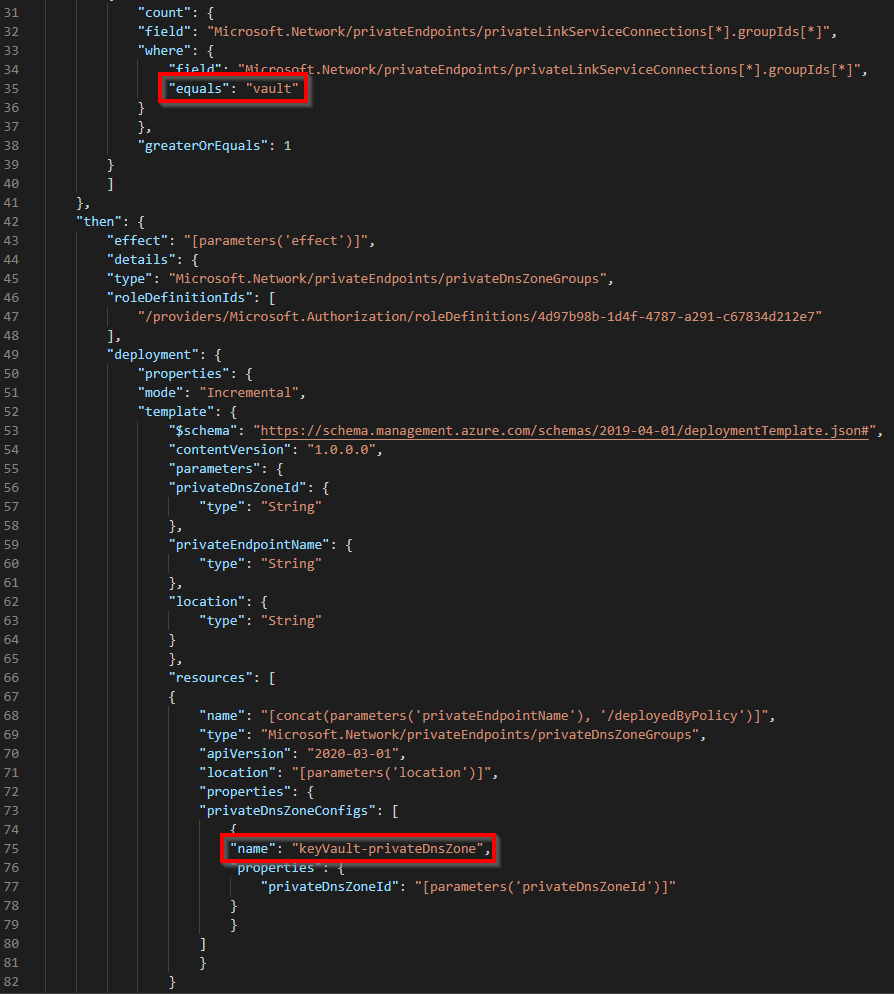 31 "count": {
32 "field": "Microsoft.Network/privateEndpoints/privateLinkServiceConnections[*].groupIds[*]",
33 "where": {
34 "field": "Microsoft.Network/privateEndpoints/privateLinkServiceConnections[*].groupIds[*]",
35 "equals": "vault"
36 }
37 },
38 "greaterOrEquals": 1
39 }
40 ]
41 },
42 "then": {
43 "effect": "[parameters('effect')]",
44 "details": {
45 "type": "Microsoft.Network/privateEndpoints/privateDnsZoneGroups",
46 "roleDefinitionIds": [
47 "/providers/Microsoft.Authorization/roleDefinitions/4d97b98b-1d4f-4787-a291-c67834d212e7"
48 ],
49 "deployment": {
50 "properties": {
51 "mode": "Incremental",
52 "template": {
53 "$schema": "https://schema.management.azure.com/schemas/2019-04-01/deploymentTemplate.json#",
54 "contentVersion": "1.0.0.0",
55 "parameters": {
56 "privateDnsZoneId": {
57 "type": "String"
58 },
59 "privateEndpointName": {
60 "type": "String"
61 },
62 "location": {
63 "type": "String"
64 }
65 },
66 "resources": [
67 {
68 "name": "[concat(parameters('privateEndpointName'), '/deployedByPolicy')]",
69 "type": "Microsoft.Network/privateEndpoints/privateDnsZoneGroups",
70 "apiVersion": "2020-03-01",
71 "location": "[parameters('location')]",
72 "properties": {
73 "privateDnsZoneConfigs": [
74 {
75 "name": "keyVault-privateDnsZone",
76 "properties": {
77 "privateDnsZoneId": "[parameters('privateDnsZoneId')]"
78 }
79 }
80 ]
81 }
82 }